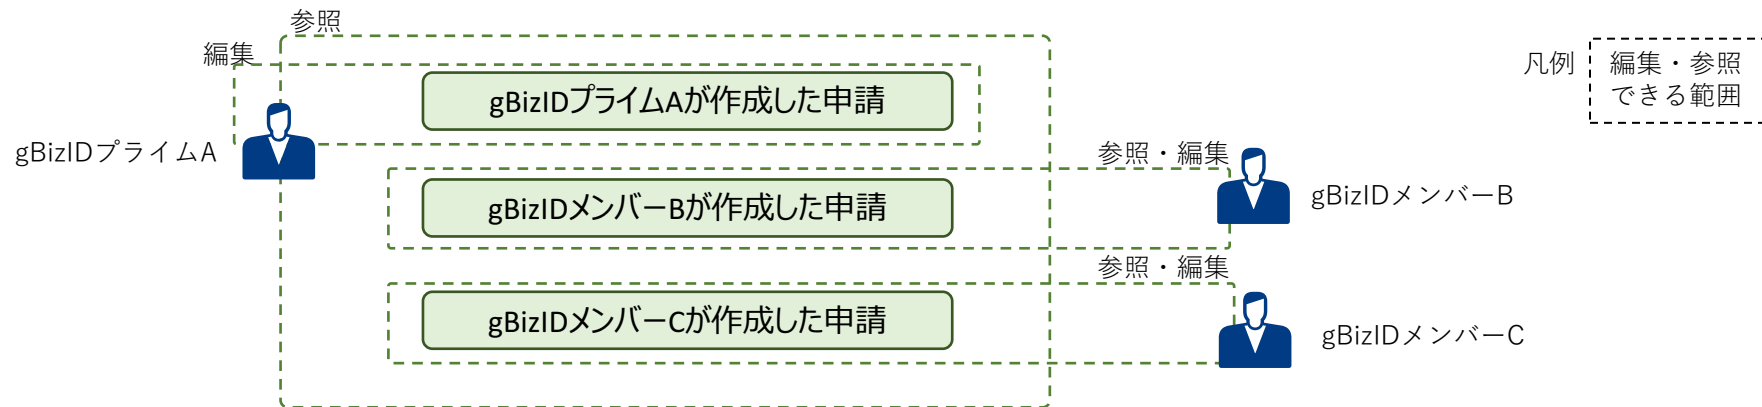 参照
編集
gBizIDプライムAが作成した申請
gBizIDプライムA
凡例
編集・参照
できる範囲
参照・編集
gBizIDメンバーBが作成した申請
gBizIDメンバーB
参照・編集
gBizIDメンバーCが作成した申請
gBizIDメンバーC